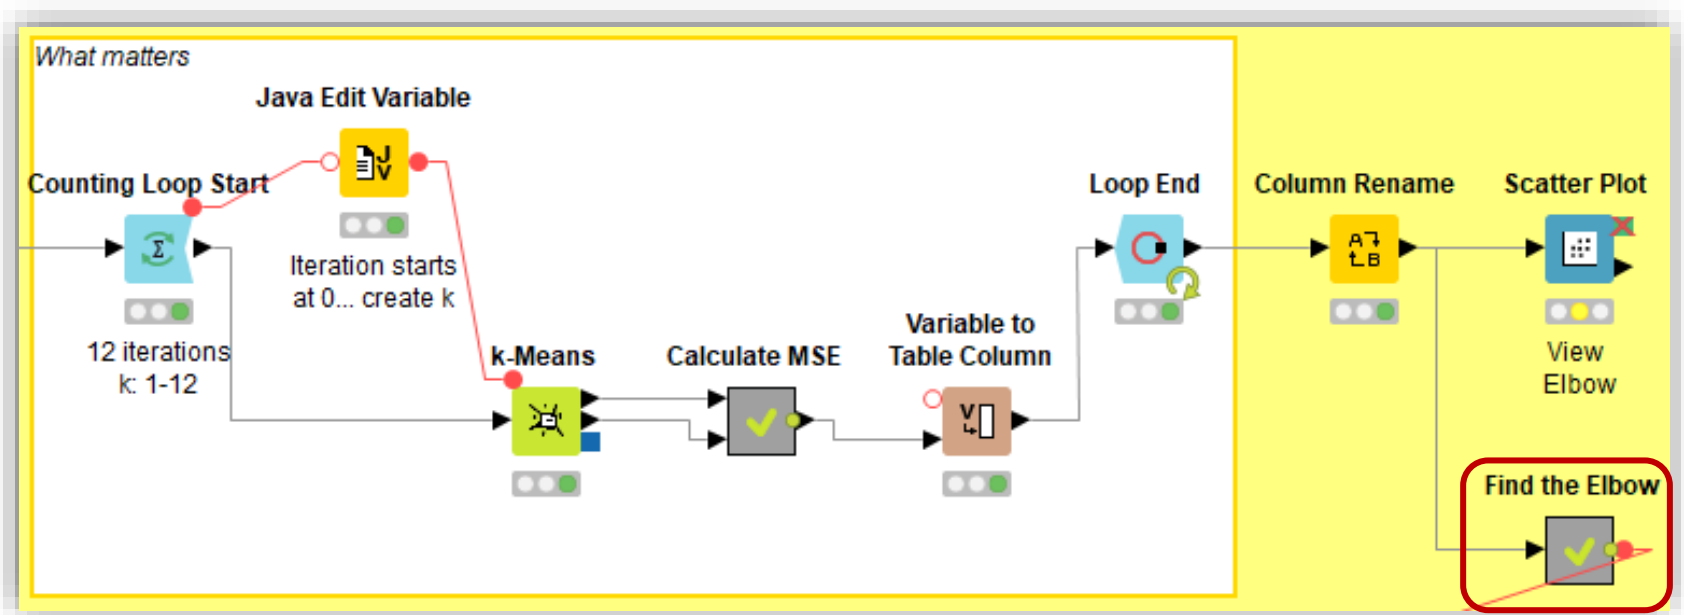 What matters
Java Edit Variable
Counting Loop Start
Iteration starts
at 0... create k
12 iterations
k: 1-12
k-Means
Calculate MSE
Variable to
Table Column
Loop End
Column Rename
Scatter Plot
View
Elbow
Find the Elbow
J
V
Σ
V
A
B